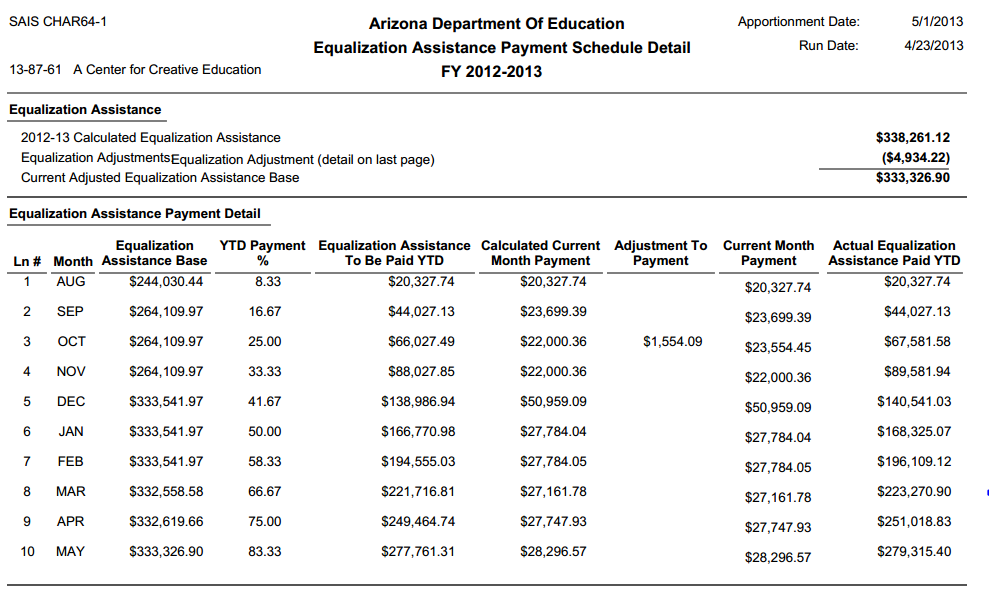 SAIS CHAR64-1 Arizona Department Of Education Apportionment Date: 5/1/2013
Equalization Assistance Payment Schedule Detail Run Date: 4/23/2013
13-87-61 A Center for Creative Education FY 2012-2013
Equalization Assistance
2012-13 Calculated Equalization Assistance $338,261.12
Equalization AdjustmentsEqualization Adjustment (detail on last page) ($4,934.22)
Current Adjusted Equalization Assistance Base $333,326.90
Equalization Assistance Payment Detail
Equalization YTD Payment Equalization Assistance Calculated Current Adjustment To Current Month Actual Equalization
Ln # Month Assistance Base % To Be Paid YTD Month Payment Payment Payment Assistance Paid YTD
1 AUG $244,030.44 8.33 $20,327.74 $20,327.74 $20,327.74 $20,327.74
2 SEP $264,109.97 16.67 $44,027.13 $23,699.39 $23,699.39 $44,027.13
3 OCT $264,109.97 25.00 $66,027.49 $22,000.36 $1,554.09 $23,554.45 $67,581.58
4 NOV $264,109.97 33.33 $88,027.85 $22,000.36 $22,000.36 $89,581.94
5 DEC $333,541.97 41.67 $138,986.94 $50,959.09 $50,959.09 $140,541.03
6 JAN $333,541.97 50.00 $166,770.98 $27,784.04 $27,784.04 $168,325.07
7 FEB $333,541.97 58.33 $194,555.03 $27,784.05 $27,784.05 $196,109.12
8 MAR $332,558.58 66.67 $221,716.81 $27,161.78 $27,161.78 $223,270.90
9 APR $332,619.66 75.00 $249,464.74 $27,747.93 $27,747.93 $251,018.83
10 MAY $333,326.90 83.33 $277,761.31 $28,296.57 $28,296.57 $279,315.40